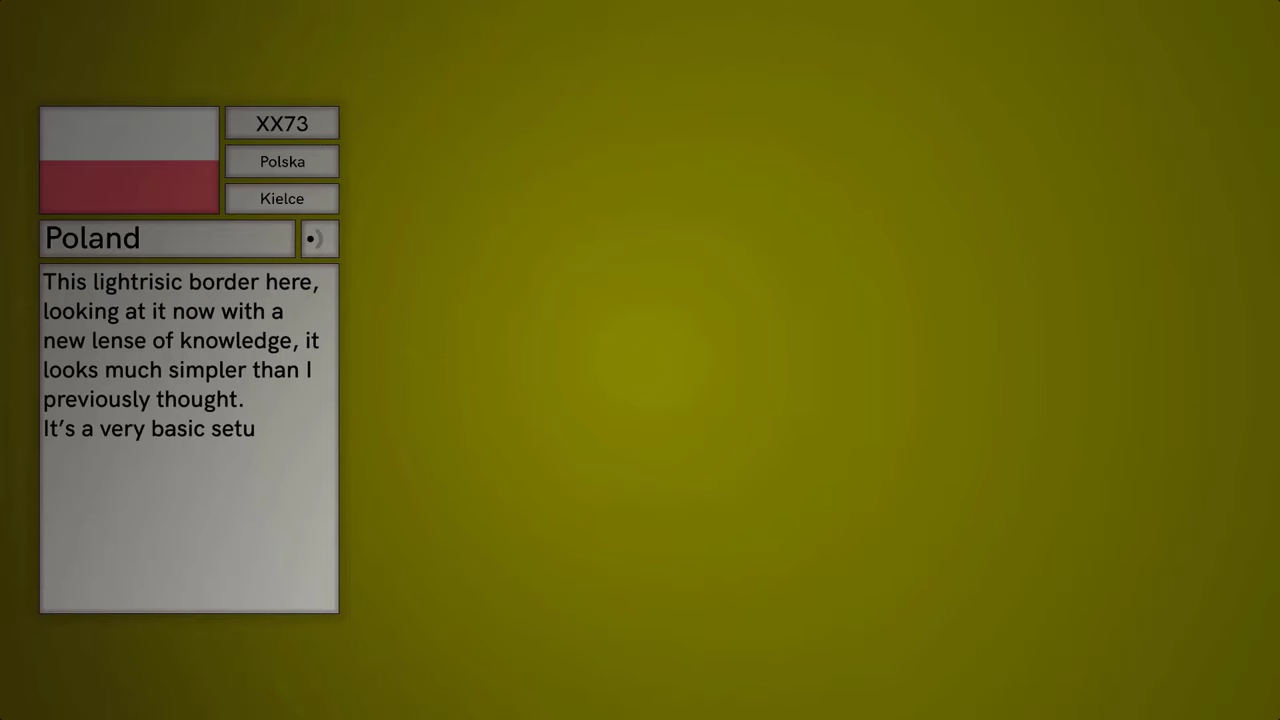 XX73
Polska
Kielce
Poland
This lightrisic border here,
looking at it now with a
new lense of knowledge, it
looks much simpler than I
previously thought.
It’s a very basic setu